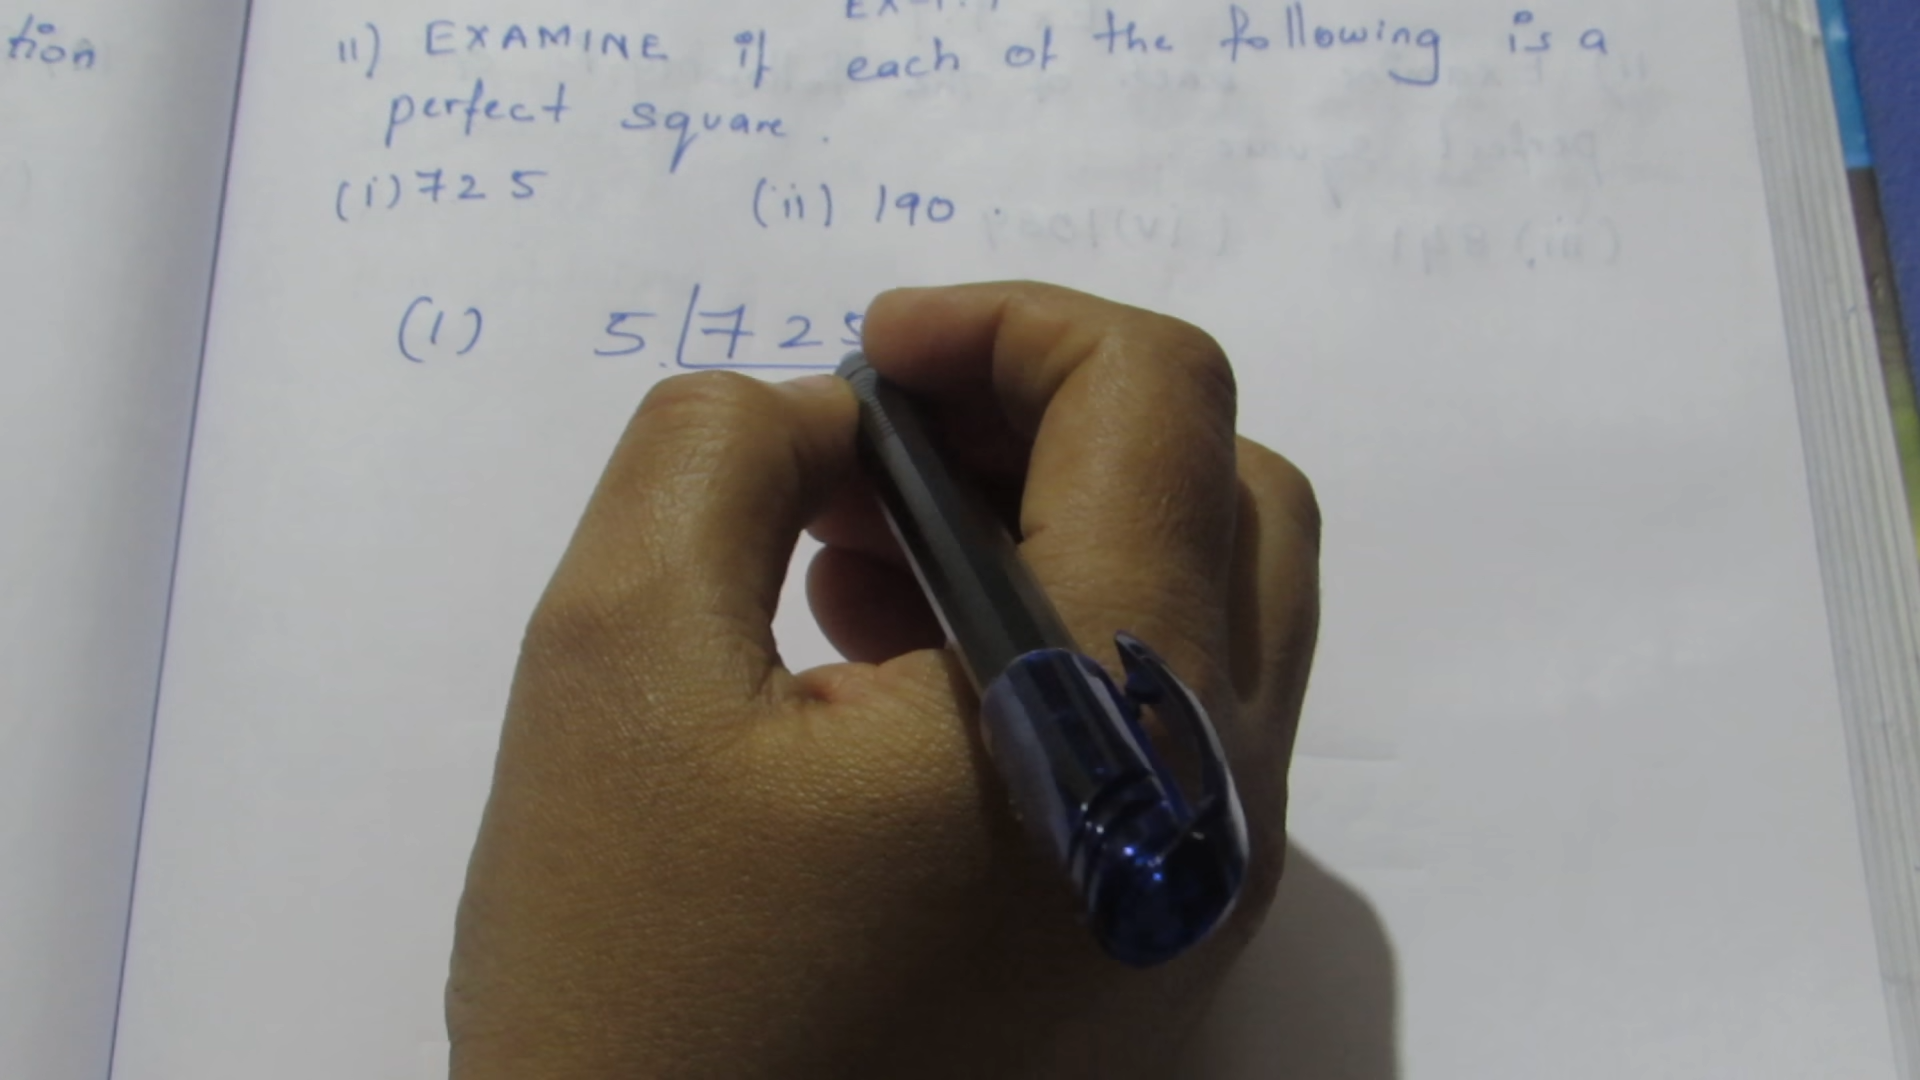 tion
11) EXAMINE if each of the following is a
perfect square.
(i) 725 (ii) 190.
(1) 5 725